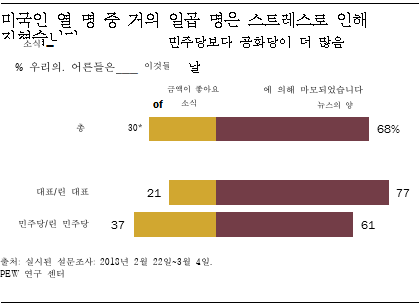 미국인 열 명 중 거의 일곱 명은 스트레스로 인해
지쳤습니다
소식! 민주당보다 공화당이 더 많음
% 우리의. 어른들은___ 이것들 날
금액이 좋아요 에 의해 마모되었습니다
of 소식 뉴스의 양
총 30* 68%
대표/린 대표 21 77
민주당/린 민주당 37 61
출처: 실시된 설문조사: 2018년 2월 22일~3월 4일.
PEW 연구 센터